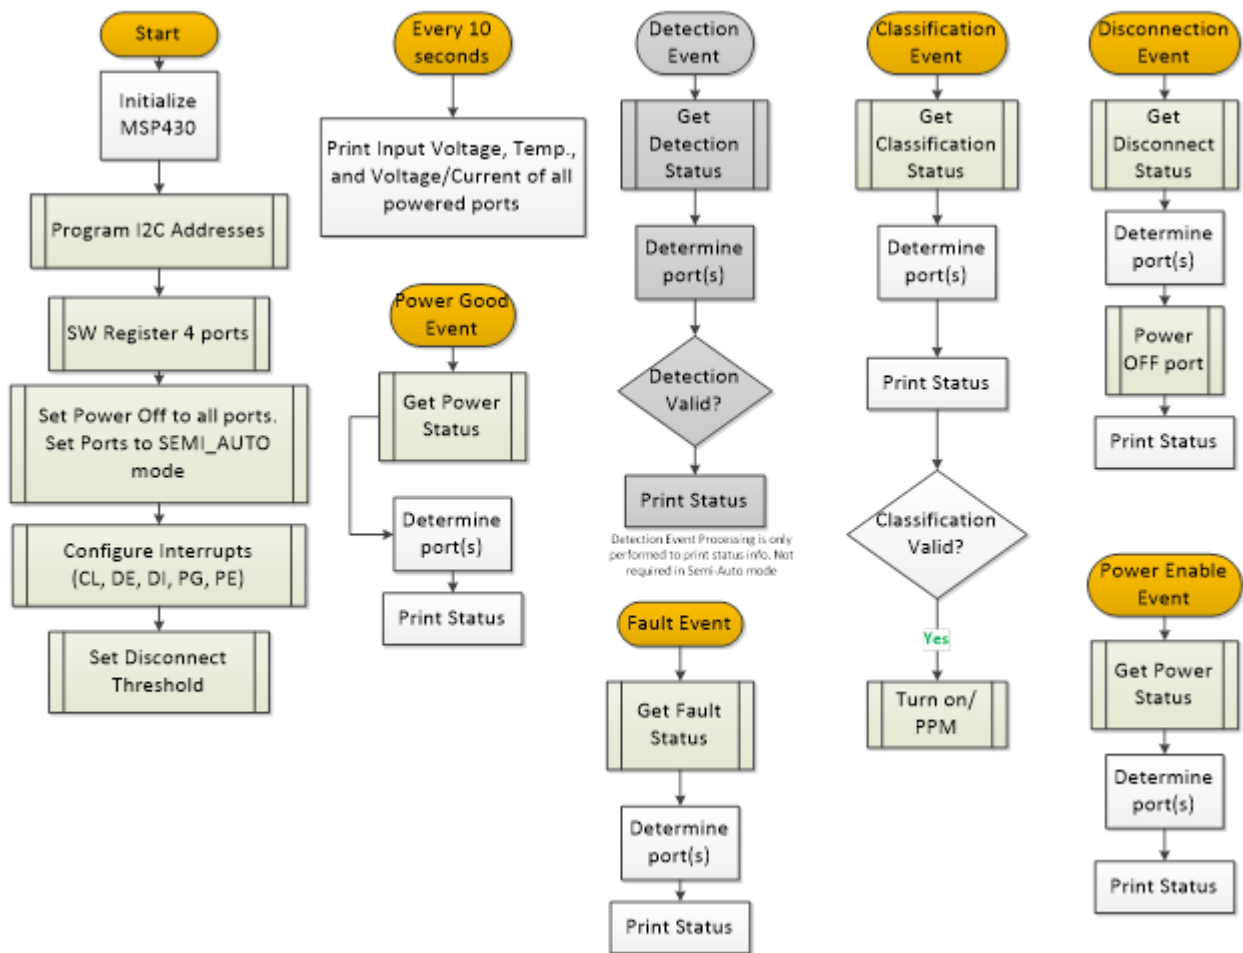 Start
Initialize
MSP430
Program I2C Addresses
SW Register 4 ports
Set Power Off to all ports.
Set Ports to SEMI_AUTO
mode
Configure Interrupts
(CL, DE, DI, PG, PE)
Set Disconnect
Threshold
Every 10
seconds
Print Input Voltage, Temp.,
and Voltage/Current of all
powered ports
Power Good
Event
Get Power
Status
Determine
port(s)
Print Status
Detection
Event
Get
Detection
Status
Determine
port(s)
Detection
Valid?
Print Status
Detection Event Processing is only
performed to print status info. Not
required in Semi-Auto mode
Fault Event
Get Fault
Status
Determine
port(s)
Print Status
Classification
Event
Get
Classification
Status
Determine
port(s)
Print Status
Classification
Valid?
Yes
Turn on/
PPM
Disconnection
Event
Get
Disconnect
Status
Determine
port(s)
Power
OFF port
Print Status
Power Enable
Event
Get Power
Status
Determine
port(s)
Print Status